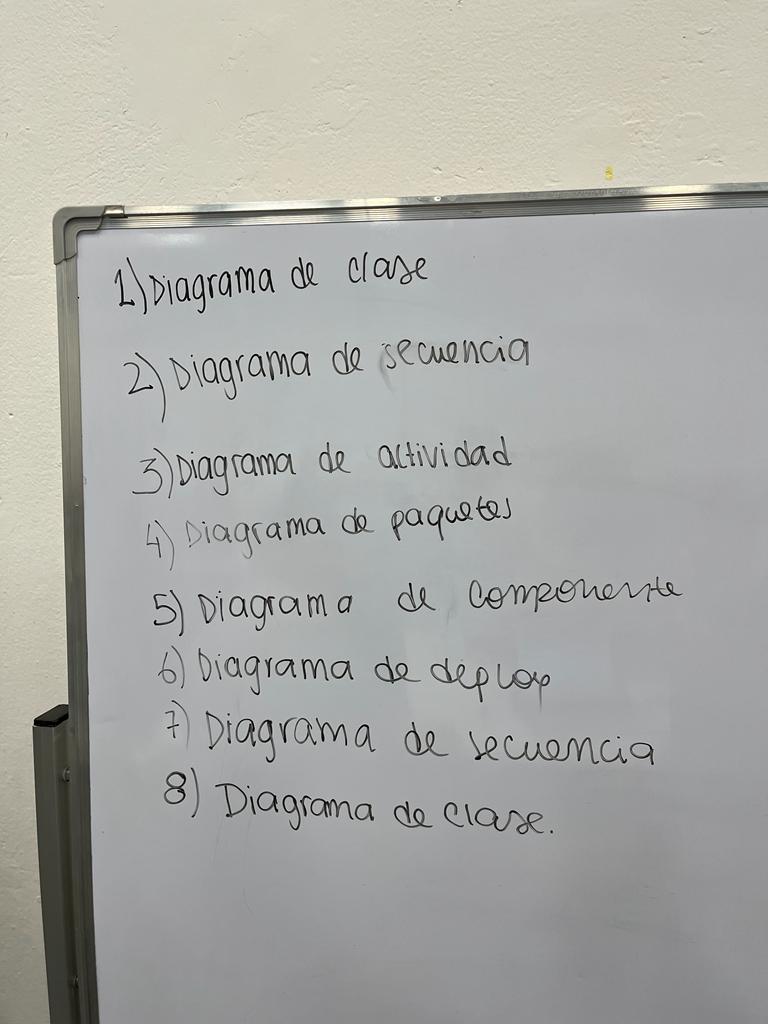 1) Diagrama de clase
2) Diagrama de secuencia
3) Diagrama de actividad
4) Diagrama de paquetes
5) Diagrama de componente
6) Diagrama de deploy
7) Diagrama de secuencia
8) Diagrama de clase.